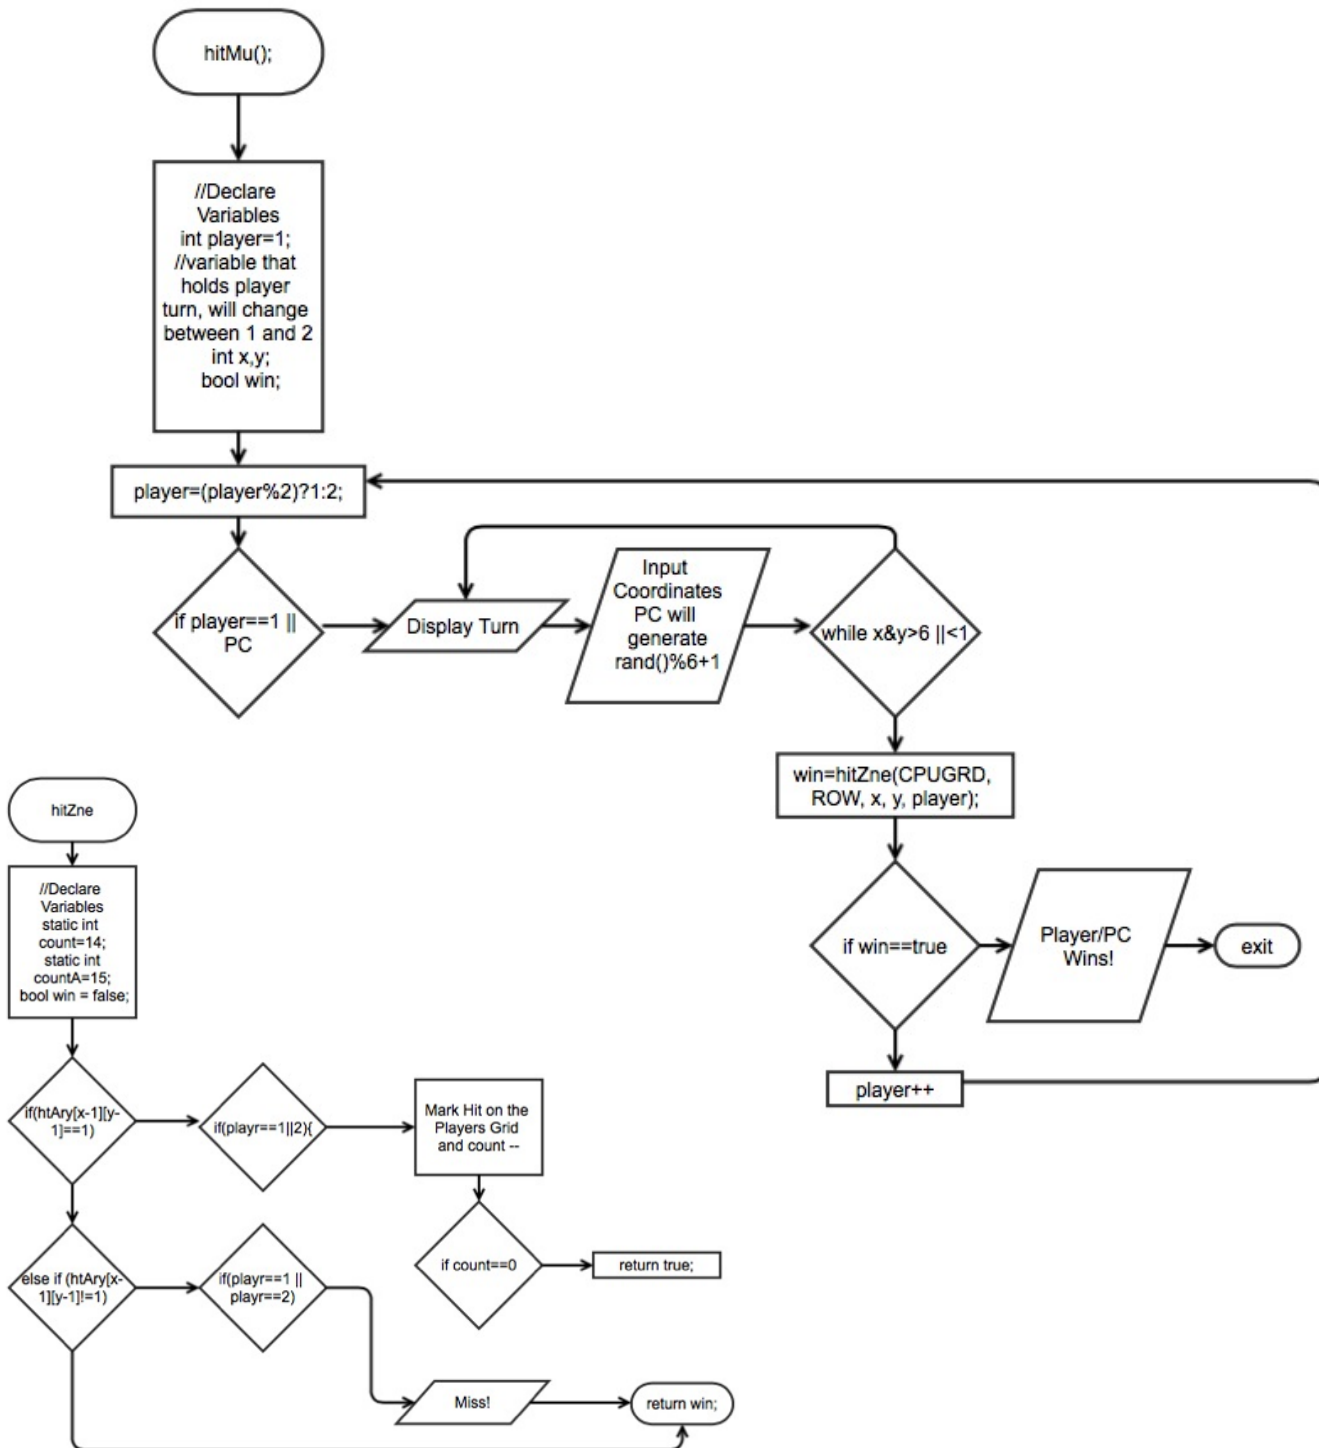 hitMu();
//Declare
Variables
int player=1;
//variable that
holds player
turn, will change
between 1 and 2
int x,y;
bool win;
player=(player%2)?1:2;
if player==1 ||
PC
Display Turn
Input
Coordinates
PC will
generate
rand()%6+1
while x&y>6 ||<1
win=hitZne(CPUGRD,
ROW, x, y, player);
if win==true
Player/PC
Wins!
exit
player++
hitZne
//Declare
Variables
static int
count=14;
static int
countA=15;
bool win = false;
if(htAry[x-1][y-
1]==1)
if(playr==1||2){
Mark Hit on the
Players Grid
and count --
if count==0
return true;
else if (htAry[x-
1][y-1]!=1)
if(playr==1 ||
playr==2)
Miss!
return win;